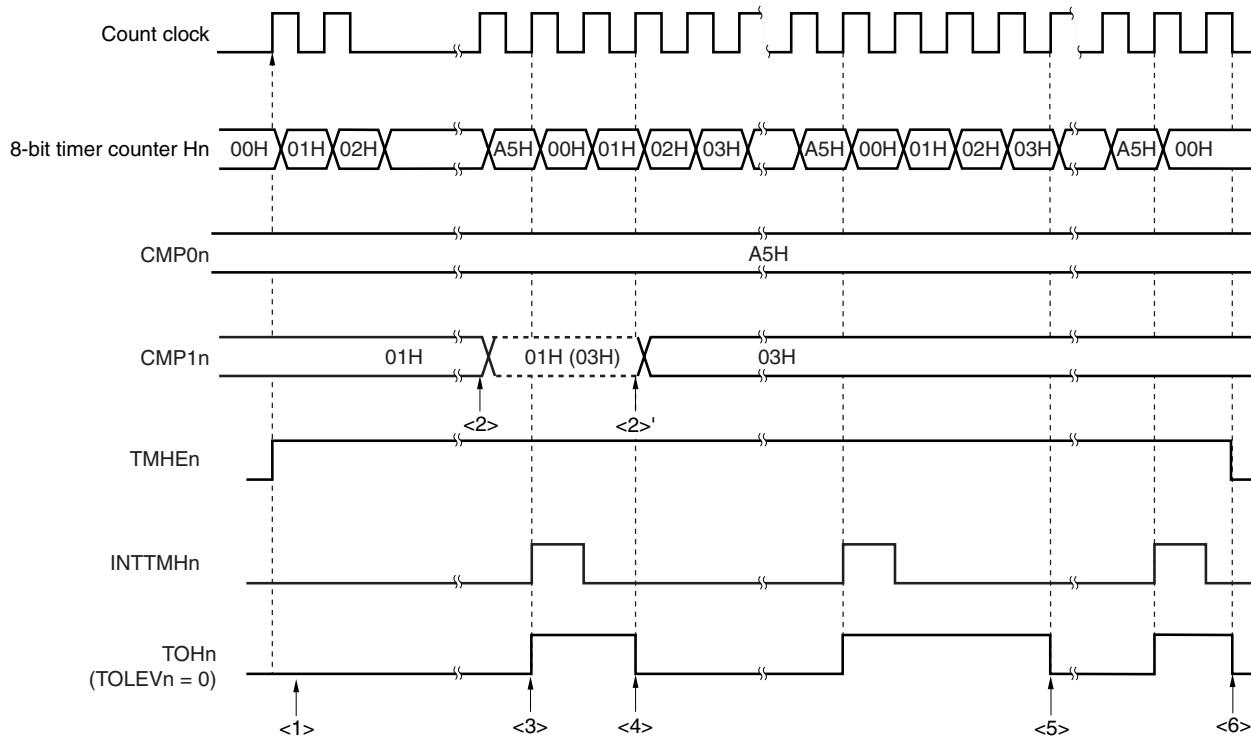 Count clock
8-bit timer counter Hn 00H 01H 02H A5H 00H 01H 02H 03H A5H 00H 01H 02H 03H A5H 00H
CMP0n A5H
CMP1n 01H 01H (03H) 03H
<2> <2>'
TMHEn
INTTMHn
TOHn
(TOLEVn = 0)
<1> <3> <4> <5> <6>